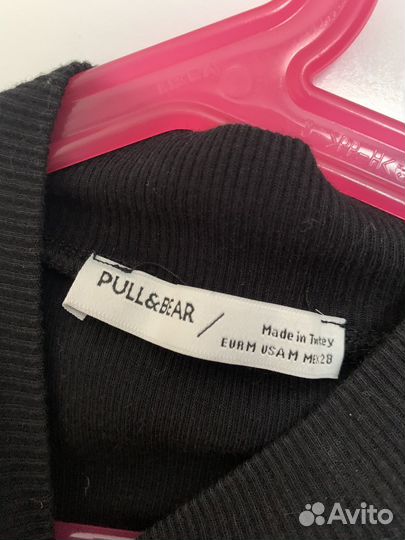 PULL&BEAR
Made in Turkey
EUR M USA M MEX 28
Avito